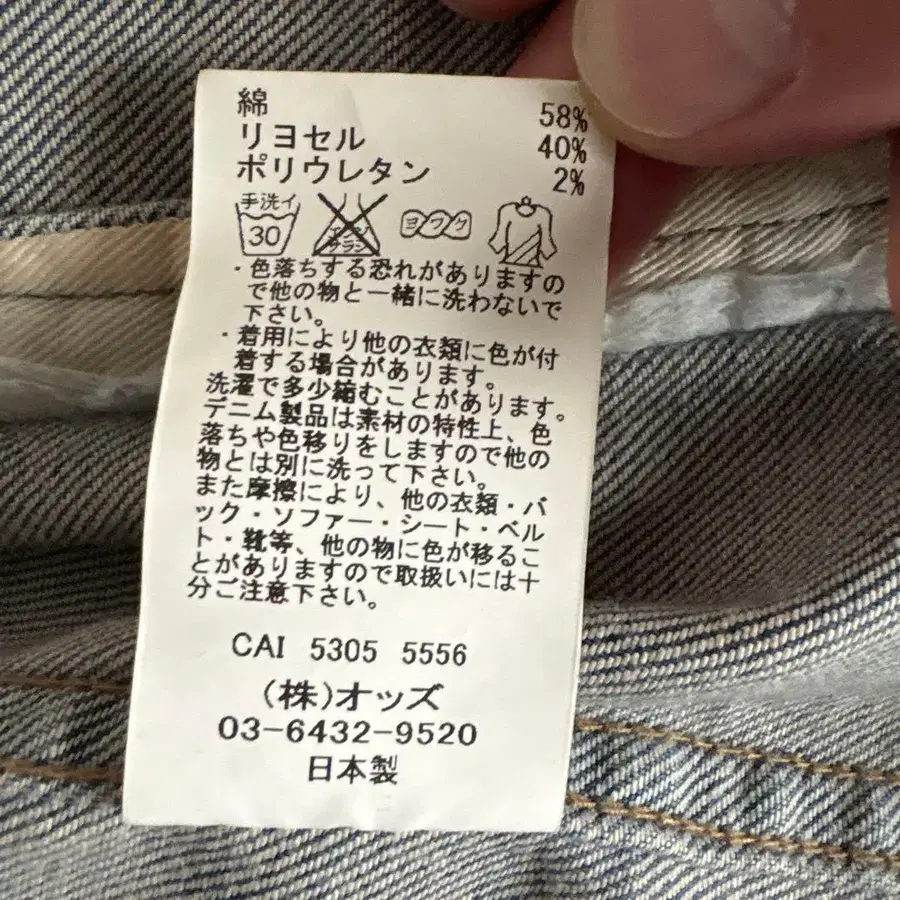 綿 58%
リヨセル 40%
ポリウレタン 2%
手洗イ
30
エンソ
サラシ
ヨワク
・色落ちする恐れがありますの
で他の物と一緒に洗わないで
下さい。
・着用により他の衣類に色が付
着する場合があります。
洗濯で多少縮むことがあります。
デニム製品は素材の特性上、色
落ちや色移りをしますので他の
物とは別に洗って下さい。
また摩擦により、他の衣類・バ
ック・ソファー・シート・ベル
ト・靴等、他の物に色が移るこ
とがありますので取扱いには十
分ご注意下さい。
CAI 5305 5556
(株)オッズ
03-6432-9520
日本製